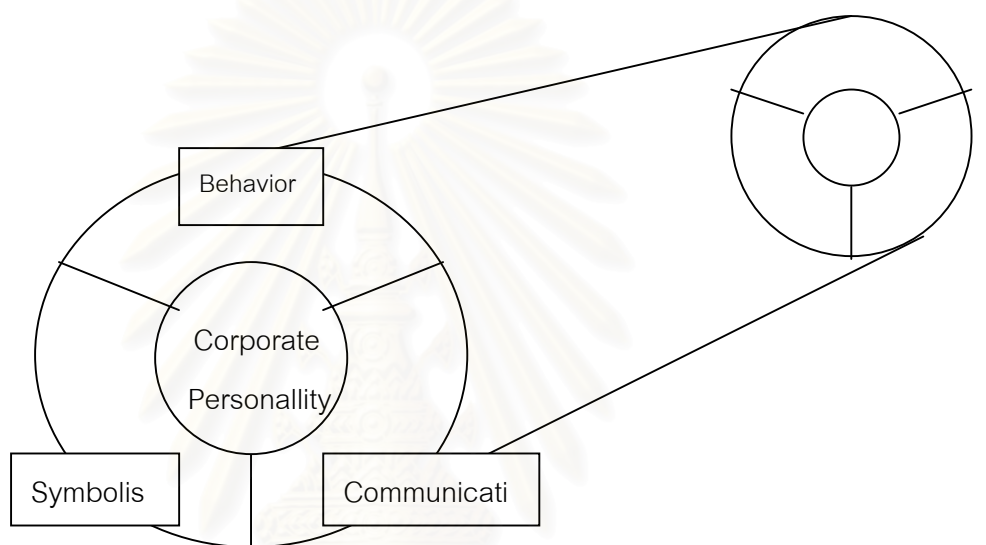 Behavior
Corporate
Personallity
Symbolis
Communicati